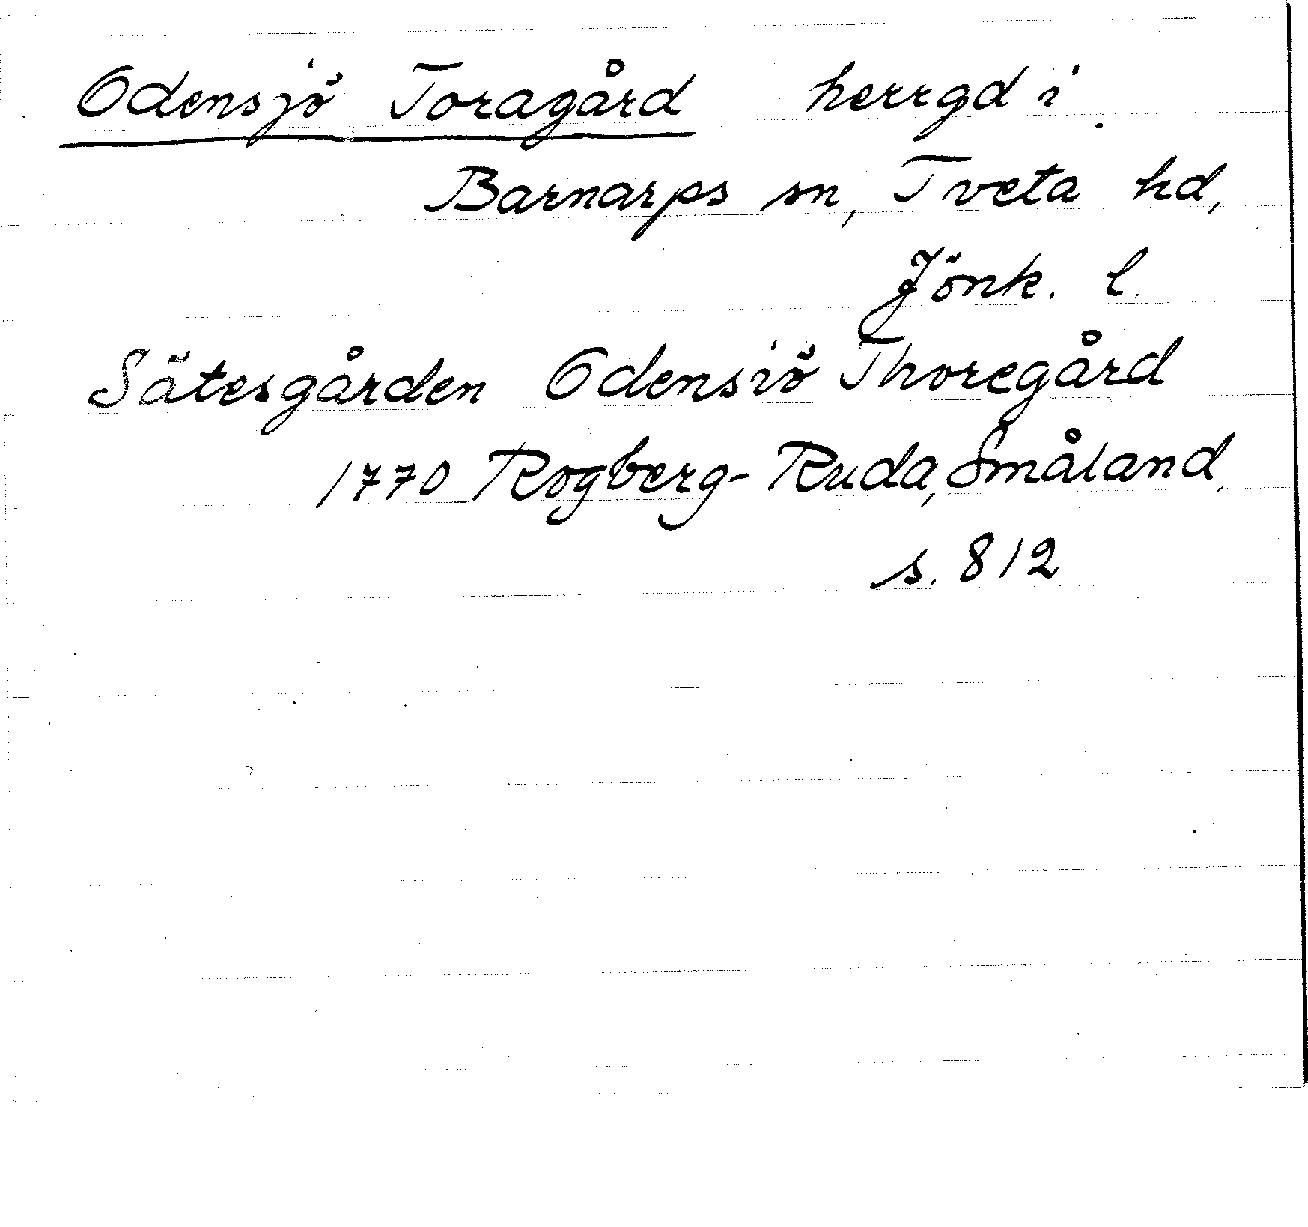 Odensjö Toragård herrgd i
Barnarps sn, Tveta hd,
Jönk. l.
Sätesgården Odensiö Thoregård
1770 Rogberg-Ruda, Småland,
s. 812